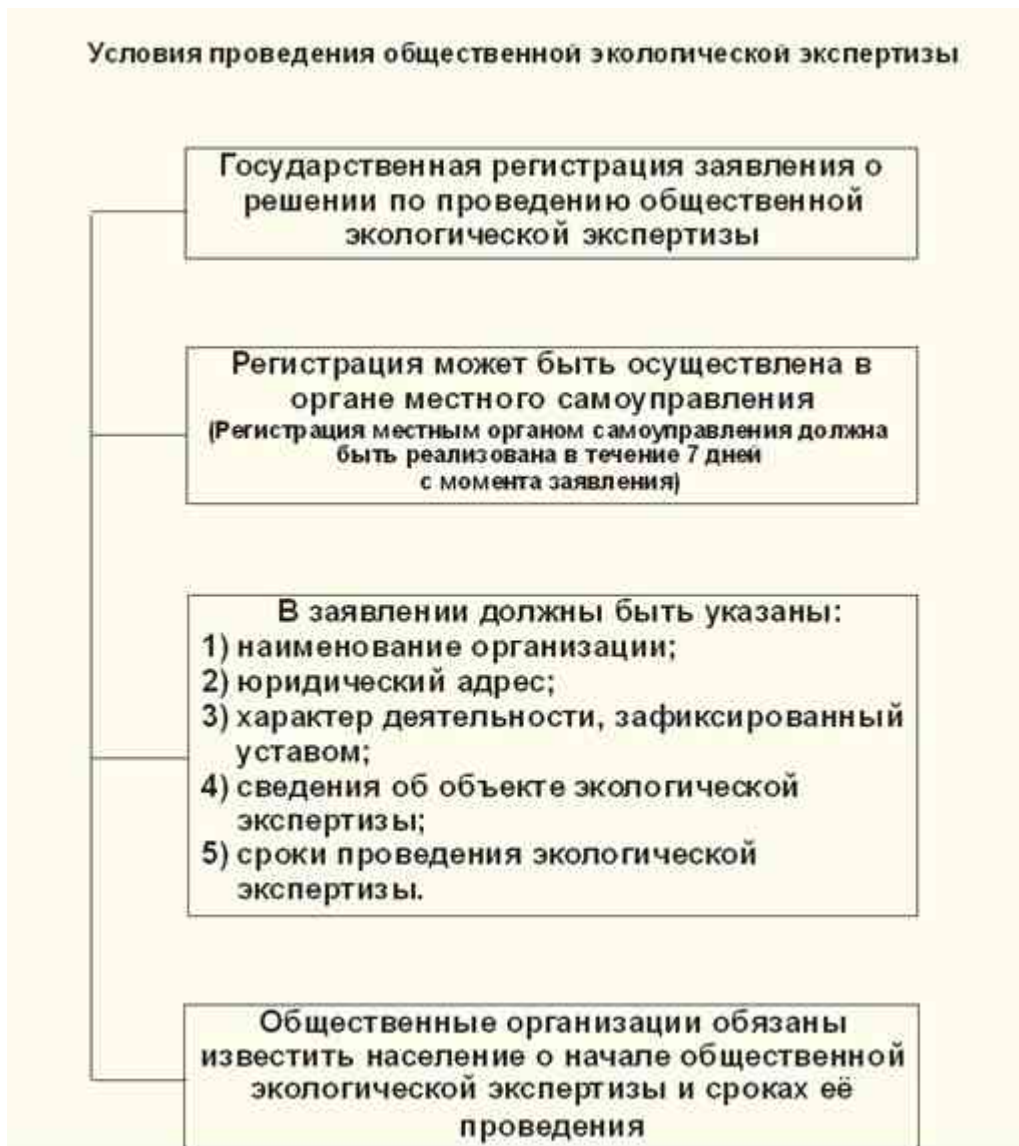 Условия проведения общественной экологической экспертизы
Государственная регистрация заявления о
решении по проведению общественной
экологической экспертизы
Регистрация может быть осуществлена в
органе местного самоуправления
(Регистрация местным органом самоуправления должна
быть реализована в течение 7 дней
с момента заявления)
В заявлении должны быть указаны:
1) наименование организации;
2) юридический адрес;
3) характер деятельности, зафиксированный
уставом;
4) сведения об объекте экологической
экспертизы;
5) сроки проведения экологической
экспертизы.
Общественные организации обязаны
известить население о начале общественной
экологической экспертизы и сроках её
проведения